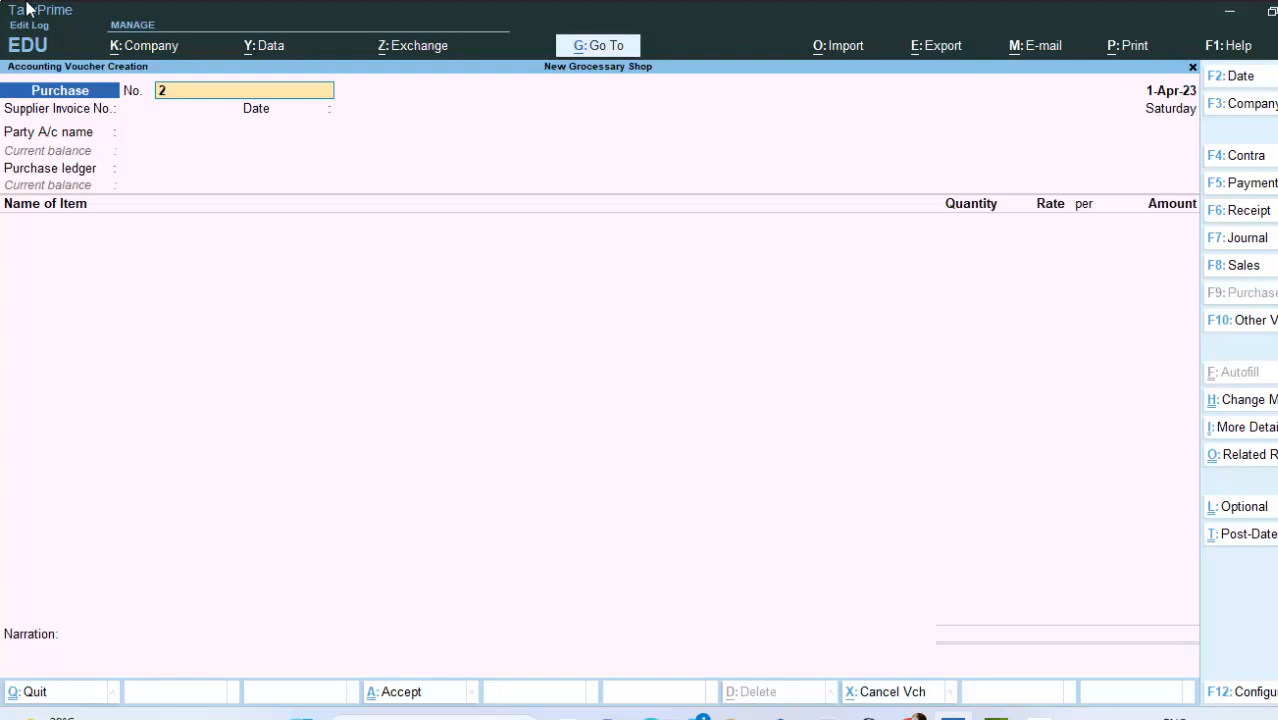 Prime
Edit Log
MANAGE
EDU
K: Company
Y: Data
Z: Exchange
G: Go To
O: Import
E: Export
M: E-mail
P: Print
F1: Help
Accounting Voucher Creation
New Grocessary Shop
Purchase No. 2
1-Apr-23
Supplier Invoice No. :
Date :
Saturday
Party A/c name :
Current balance :
Purchase ledger :
Current balance :
Name of Item
Quantity
Rate per
Amount
F2: Date
F3: Company
F4: Contra
F5: Payment
F6: Receipt
F7: Journal
F8: Sales
F9: Purchase
F10: Other V
F: Autofill
H: Change M
I: More Detai
O: Related R
L: Optional
T: Post-Date
Narration:
Q: Quit
A: Accept
D: Delete
X: Cancel Vch
F12: Configu